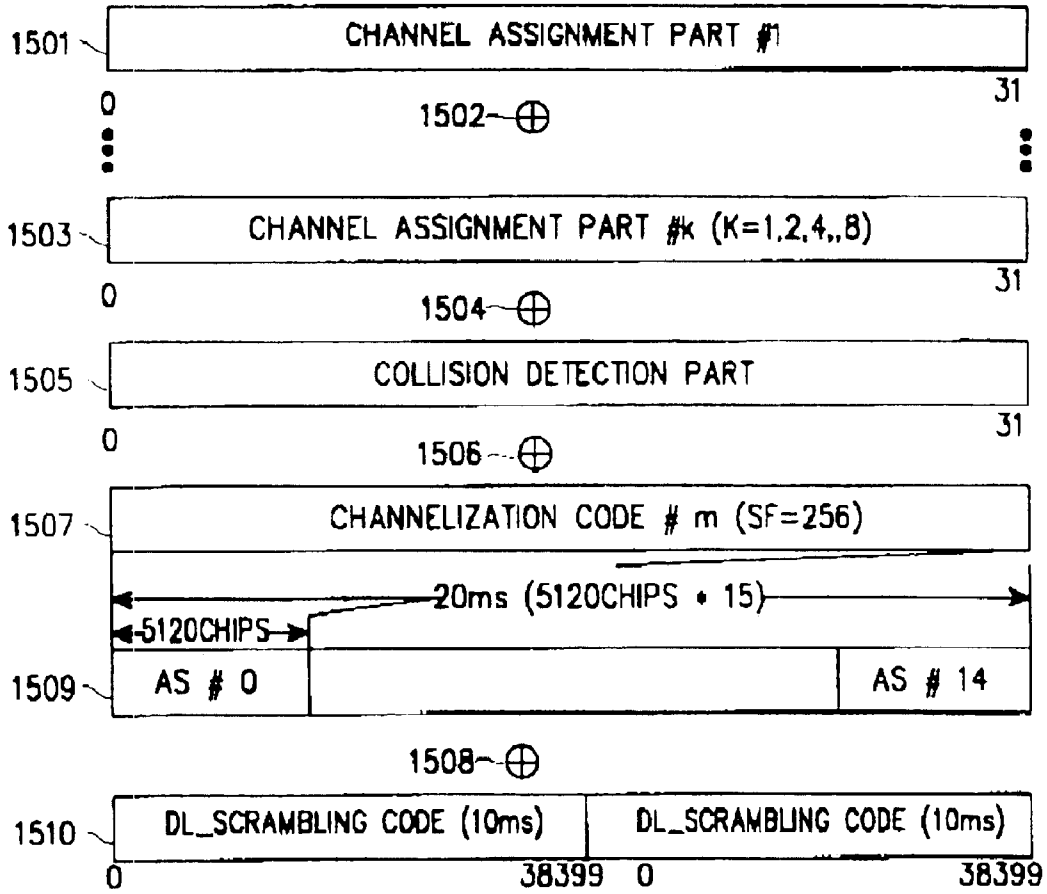 1501 CHANNEL ASSIGNMENT PART #1
0 31
1502
1503 CHANNEL ASSIGNMENT PART #k (K=1,2,4,,8)
0 31
1504
1505 COLLISION DETECTION PART
0 31
1506
1507 CHANNELIZATION CODE # m (SF=256)
20ms (5120CHIPS * 15)
5120CHIPS
1509 AS # 0 AS # 14
1508
1510 DL_SCRAMBLING CODE (10ms) DL_SCRAMBLING CODE (10ms)
0 38399 0 38399